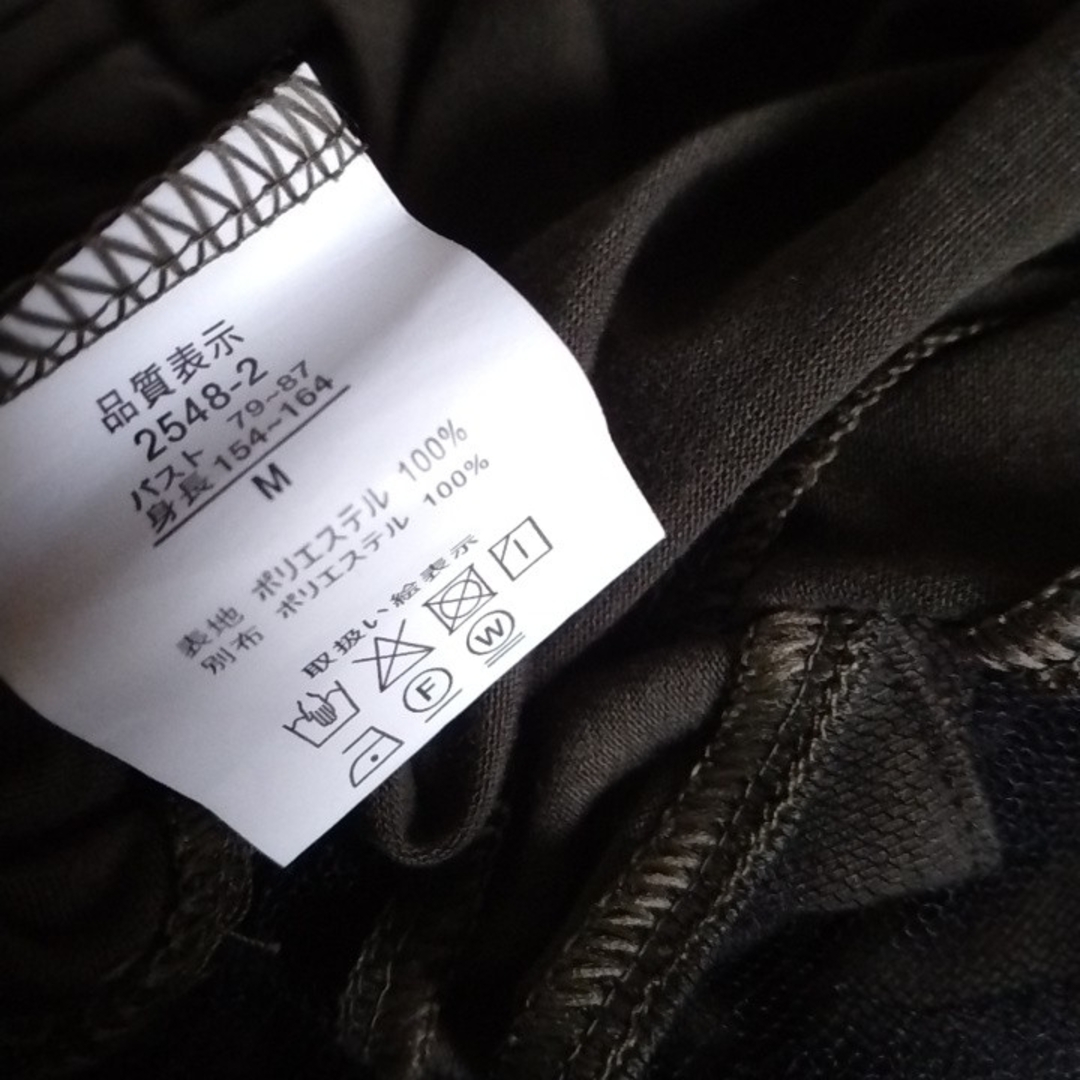 品質表示
2548-2
バスト 79~87
身長 154~164
M
表地 ポリエステル 100%
別布 ポリエステル 100%
取扱い絵表示
F W